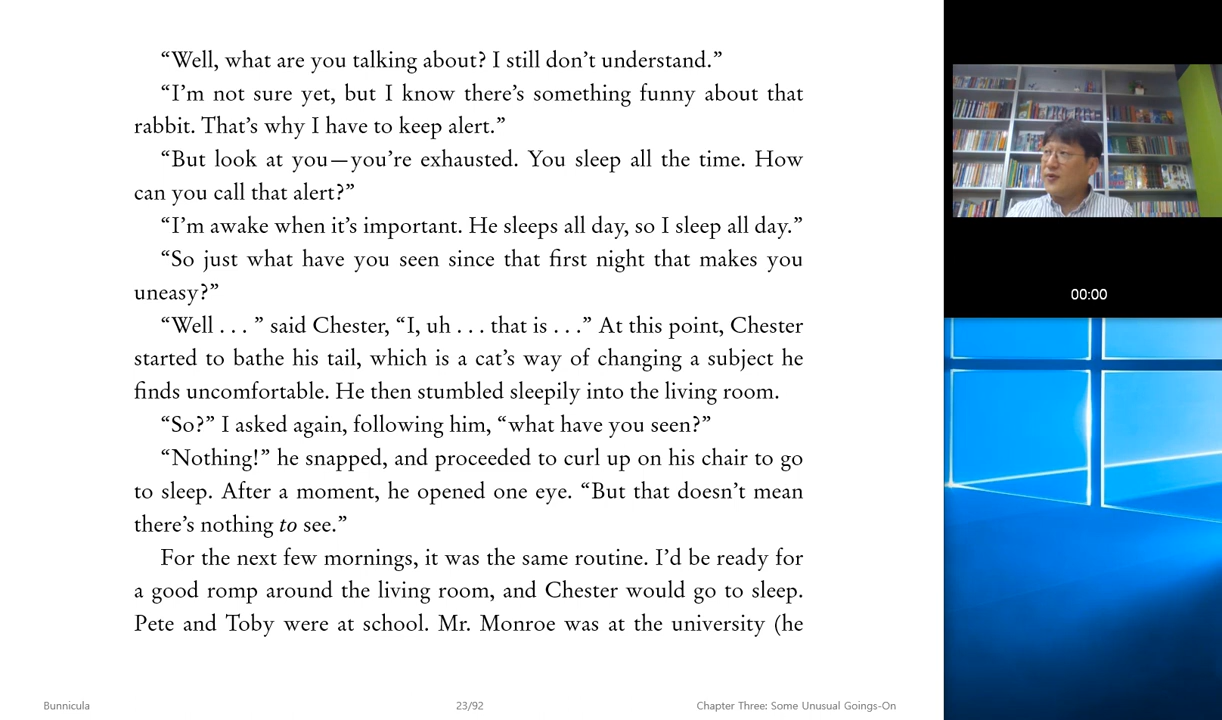 “Well, what are you talking about? I still don’t understand.”
“I’m not sure yet, but I know there’s something funny about that
rabbit. That’s why I have to keep alert.”
“But look at you—you’re exhausted. You sleep all the time. How
can you call that alert?”
“I’m awake when it’s important. He sleeps all day, so I sleep all day.”
“So just what have you seen since that first night that makes you
uneasy?”
“Well . . . ” said Chester, “I, uh . . . that is . . .” At this point, Chester
started to bathe his tail, which is a cat’s way of changing a subject he
finds uncomfortable. He then stumbled sleepily into the living room.
“So?” I asked again, following him, “what have you seen?”
“Nothing!” he snapped, and proceeded to curl up on his chair to go
to sleep. After a moment, he opened one eye. “But that doesn’t mean
there’s nothing to see.”
For the next few mornings, it was the same routine. I’d be ready for
a good romp around the living room, and Chester would go to sleep.
Pete and Toby were at school. Mr. Monroe was at the university (he
Bunnicula
23/92
Chapter Three: Some Unusual Goings-On
00:00